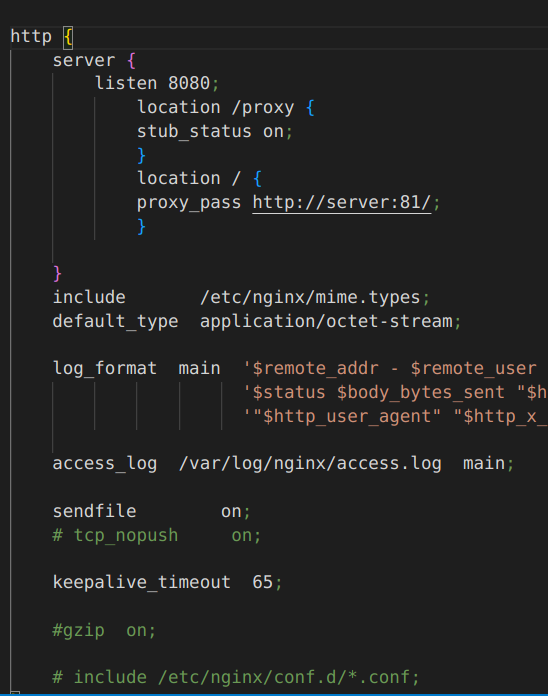 http {
    server {
        listen 8080;
            location /proxy {
            stub_status on;
            }
            location / {
            proxy_pass http://server:81/;
            }

    }
    include       /etc/nginx/mime.types;
    default_type  application/octet-stream;

    log_format  main  '$remote_addr - $remote_user
                      '$status $body_bytes_sent "$h
                      '"$http_user_agent" "$http_x_

    access_log  /var/log/nginx/access.log  main;

    sendfile        on;
    # tcp_nopush     on;

    keepalive_timeout  65;

    #gzip  on;

    # include /etc/nginx/conf.d/*.conf;